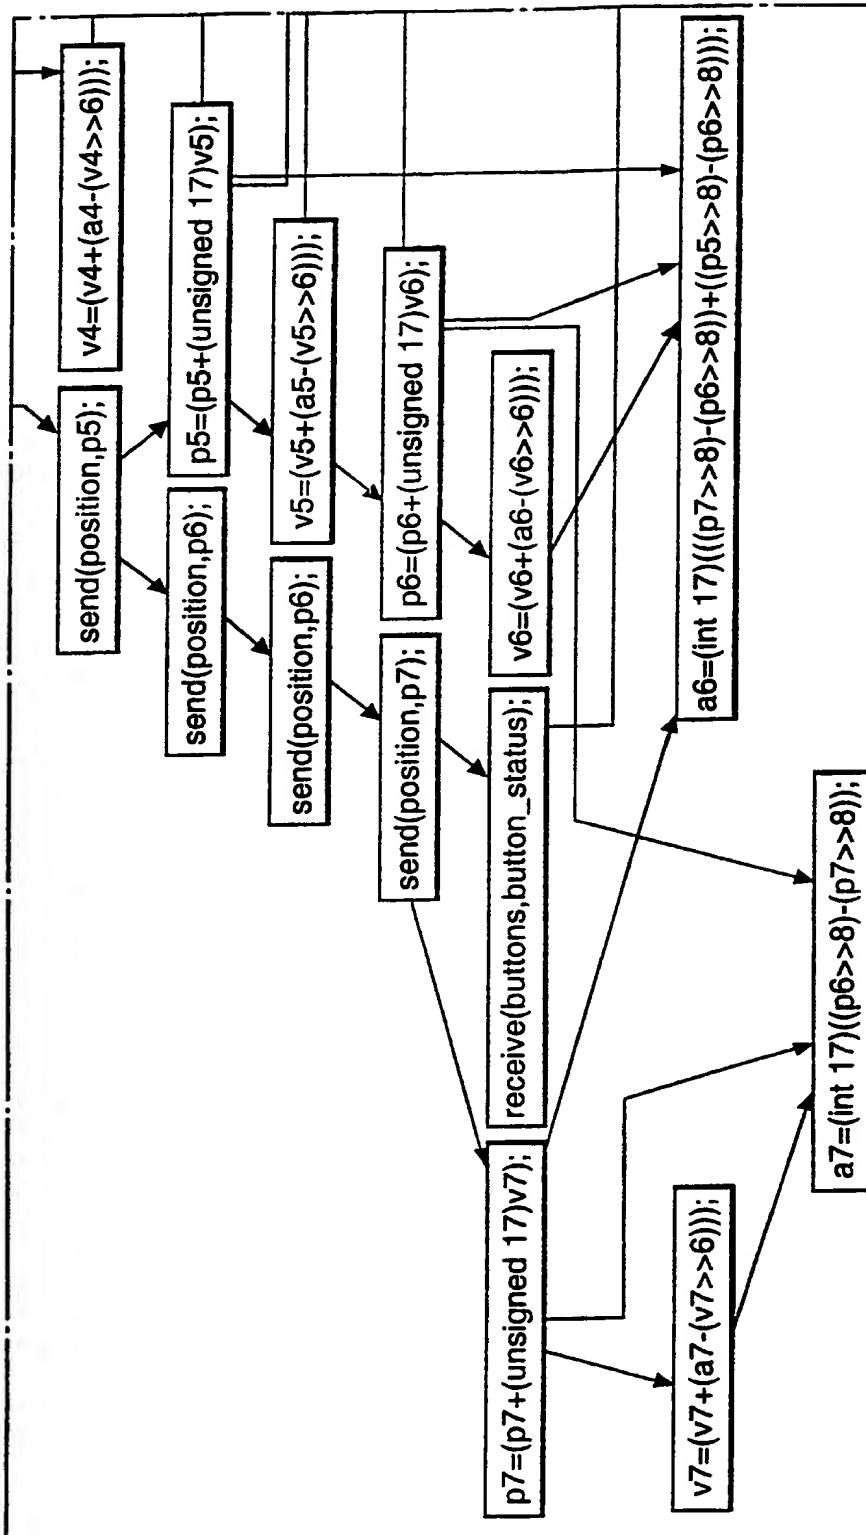 send(position,p5);
v4=(v4+(a4-(v4>>6)));
send(position,p6);
p5=(p5+(unsigned 17)v5);
send(position,p6);
v5=(v5+(a5-(v5>>6)));
send(position,p7);
p6=(p6+(unsigned 17)v6);
p7=(p7+(unsigned 17)v7);
receive(buttons,button_status);
v6=(v6+(a6-(v6>>6)));
v7=(v7+(a7-(v7>>6)));
a6=(int 17)(((p7>>8)-(p6>>8))+((p5>>8)-(p6>>8)));
a7=(int 17)((p6>>8)-(p7>>8));